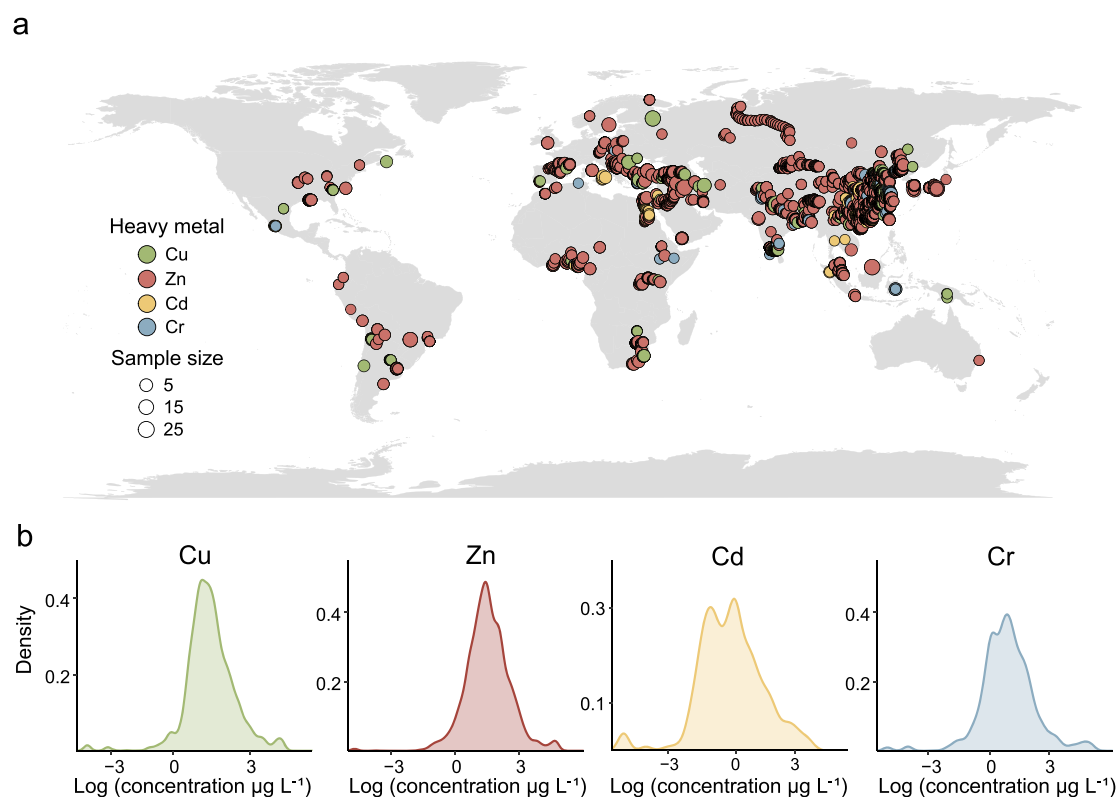 a
Heavy metal
Cu
Zn
Cd
Cr
Sample size
5
15
25
b
Cu
Zn
Cd
Cr
Density
0.4
0.2
0.4
0.2
0.3
0.1
0.4
0.2
−3 0 3
−3 0 3
−3 0 3
−3 0 3
Log (concentration µg L⁻¹)
Log (concentration µg L⁻¹)
Log (concentration µg L⁻¹)
Log (concentration µg L⁻¹)